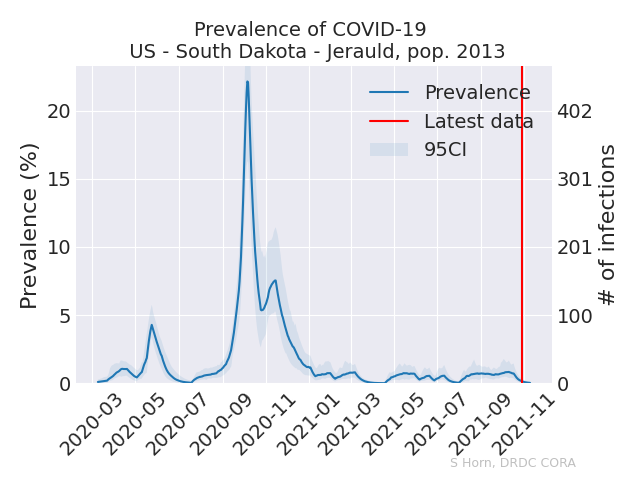 Prevalence of COVID-19
US - South Dakota - Jerauld, pop. 2013
Prevalence
Latest data
95CI
Prevalence (%)
20
15
10
5
0
402
301
201
100
0
# of infections
2020-03
2020-05
2020-07
2020-09
2020-11
2021-01
2021-03
2021-05
2021-07
2021-09
2021-11
S Horn, DRDC CORA